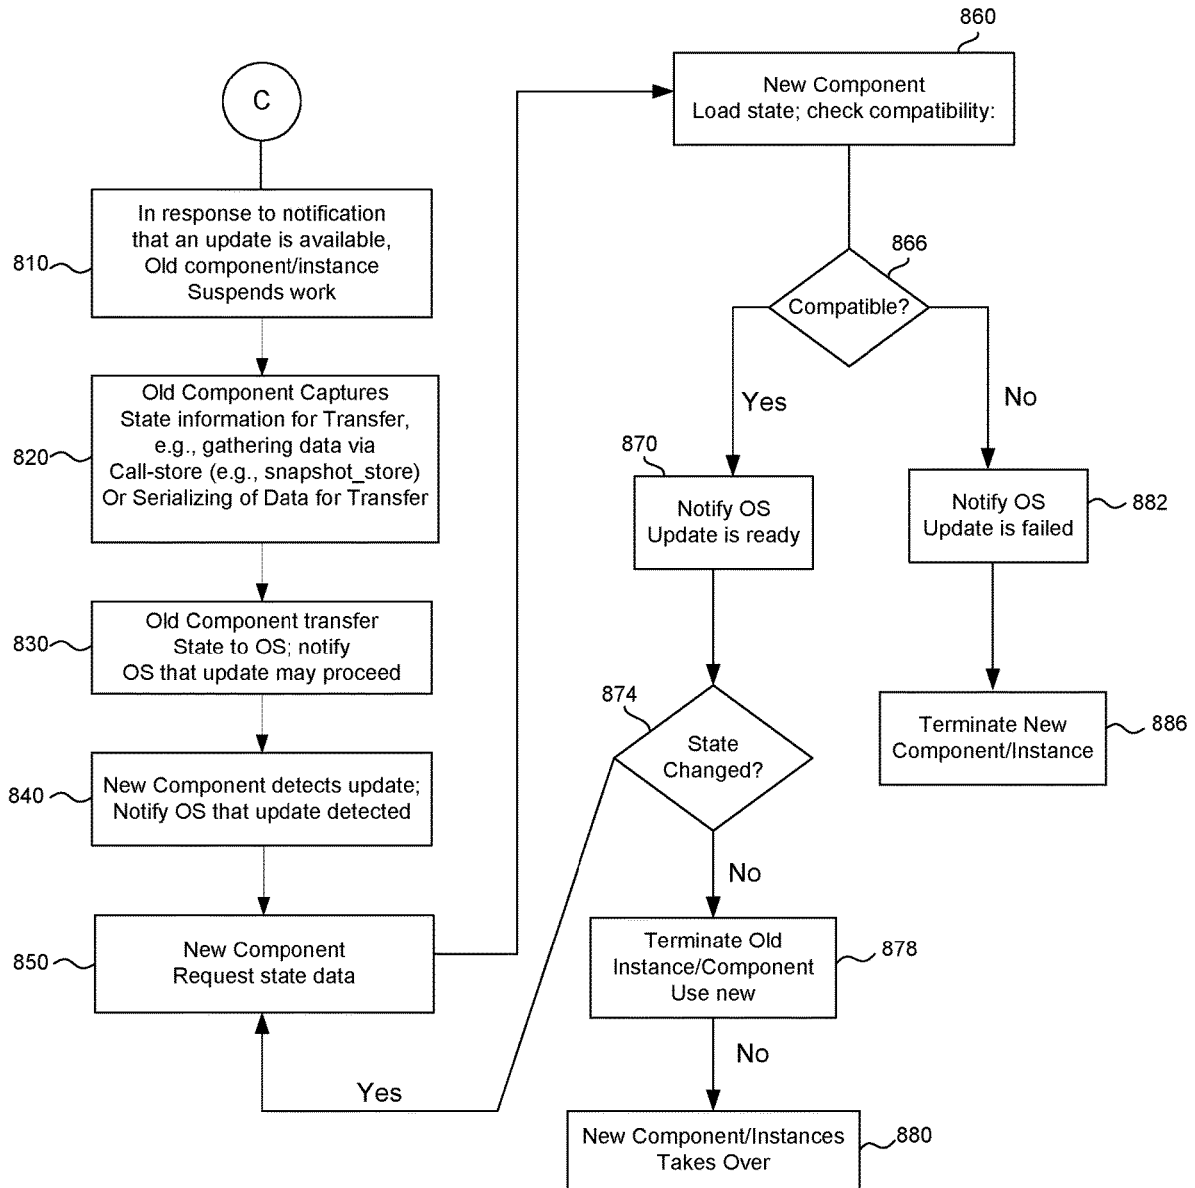 C
810
In response to notification
that an update is available,
Old component/instance
Suspends work
820
Old Component Captures
State information for Transfer,
e.g., gathering data via
Call-store (e.g., snapshot_store)
Or Serializing of Data for Transfer
830
Old Component transfer
State to OS; notify
OS that update may proceed
840
New Component detects update;
Notify OS that update detected
850
New Component
Request state data
860
New Component
Load state; check compatibility:
866
Compatible?
Yes
No
870
Notify OS
Update is ready
Notify OS
Update is failed
882
874
State
Changed?
Terminate New
Component/Instance
886
No
Yes
Terminate Old
Instance/Component
Use new
878
No
New Component/Instances
Takes Over
880